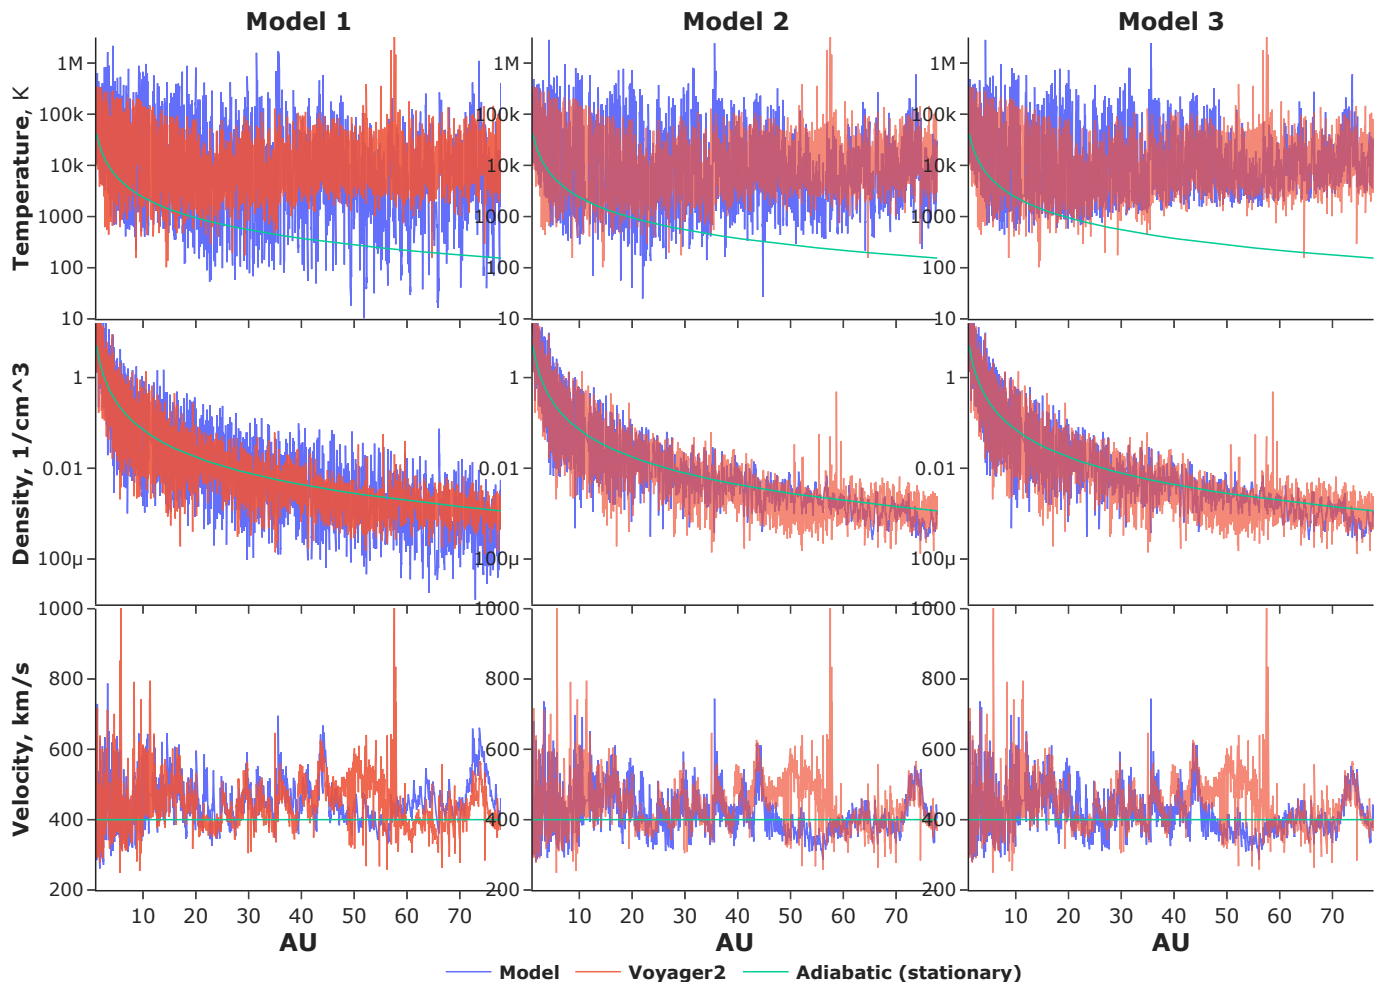 Model 1 Model 2 Model 3
Temperature, K
1M 1M 1M
100k 100k 100k
10k 10k 10k
1000 1000 1000
100 100 100
10 10 10
Density, 1/cm^3
1 1 1
0.01 0.01 0.01
100μ 100μ 100μ
Velocity, km/s
1000 1000 1000
800 800 800
600 600 600
400 400 400
200 200 200
10 20 30 40 50 60 70 10 20 30 40 50 60 70 10 20 30 40 50 60 70
AU AU AU
Model Voyager2 Adiabatic (stationary)